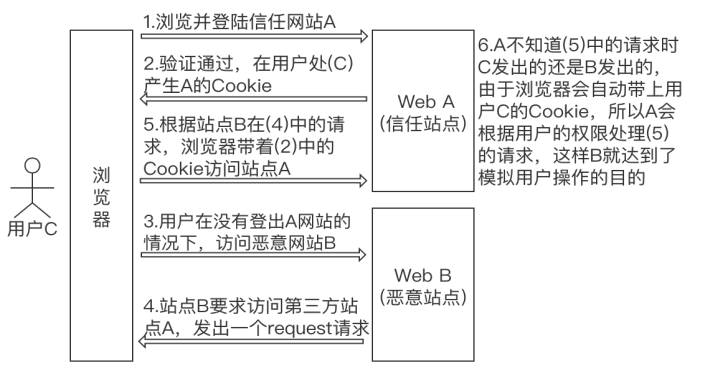 1.浏览并登陆信任网站A
2.验证通过，在用户处(C)
产生A的Cookie
5.根据站点B在(4)中的请
求，浏览器带着(2)中的
Cookie访问站点A
3.用户在没有登出A网站的
情况下，访问恶意网站B
4.站点B要求访问第三方站
点A，发出一个request请求
用户C
浏览器
Web A
(信任站点)
Web B
(恶意站点)
6.A不知道(5)中的请求时
C发出的还是B发出的，
由于浏览器会自动带上用
户C的Cookie，所以A会
根据用户的权限处理(5)
的请求，这样B就达到了
模拟用户操作的目的